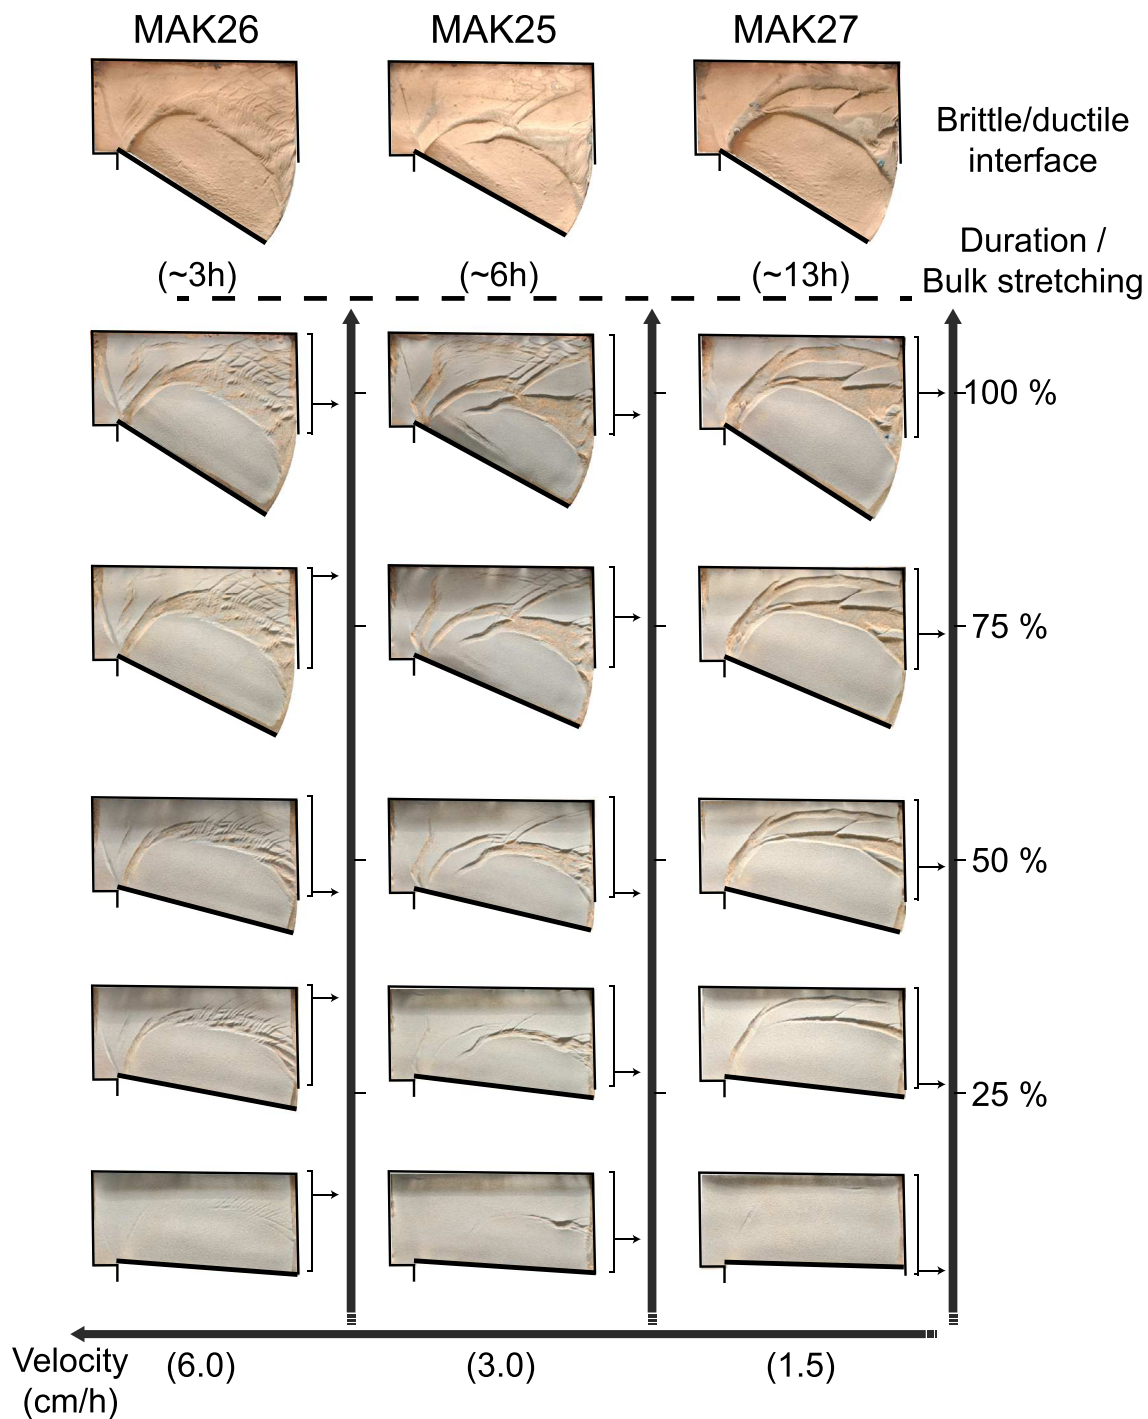 MAK26 MAK25 MAK27
Brittle/ductile
interface
Duration /
Bulk stretching
(~3h) (~6h) (~13h)
100 %
75 %
50 %
25 %
Velocity
(cm/h)
(6.0) (3.0) (1.5)